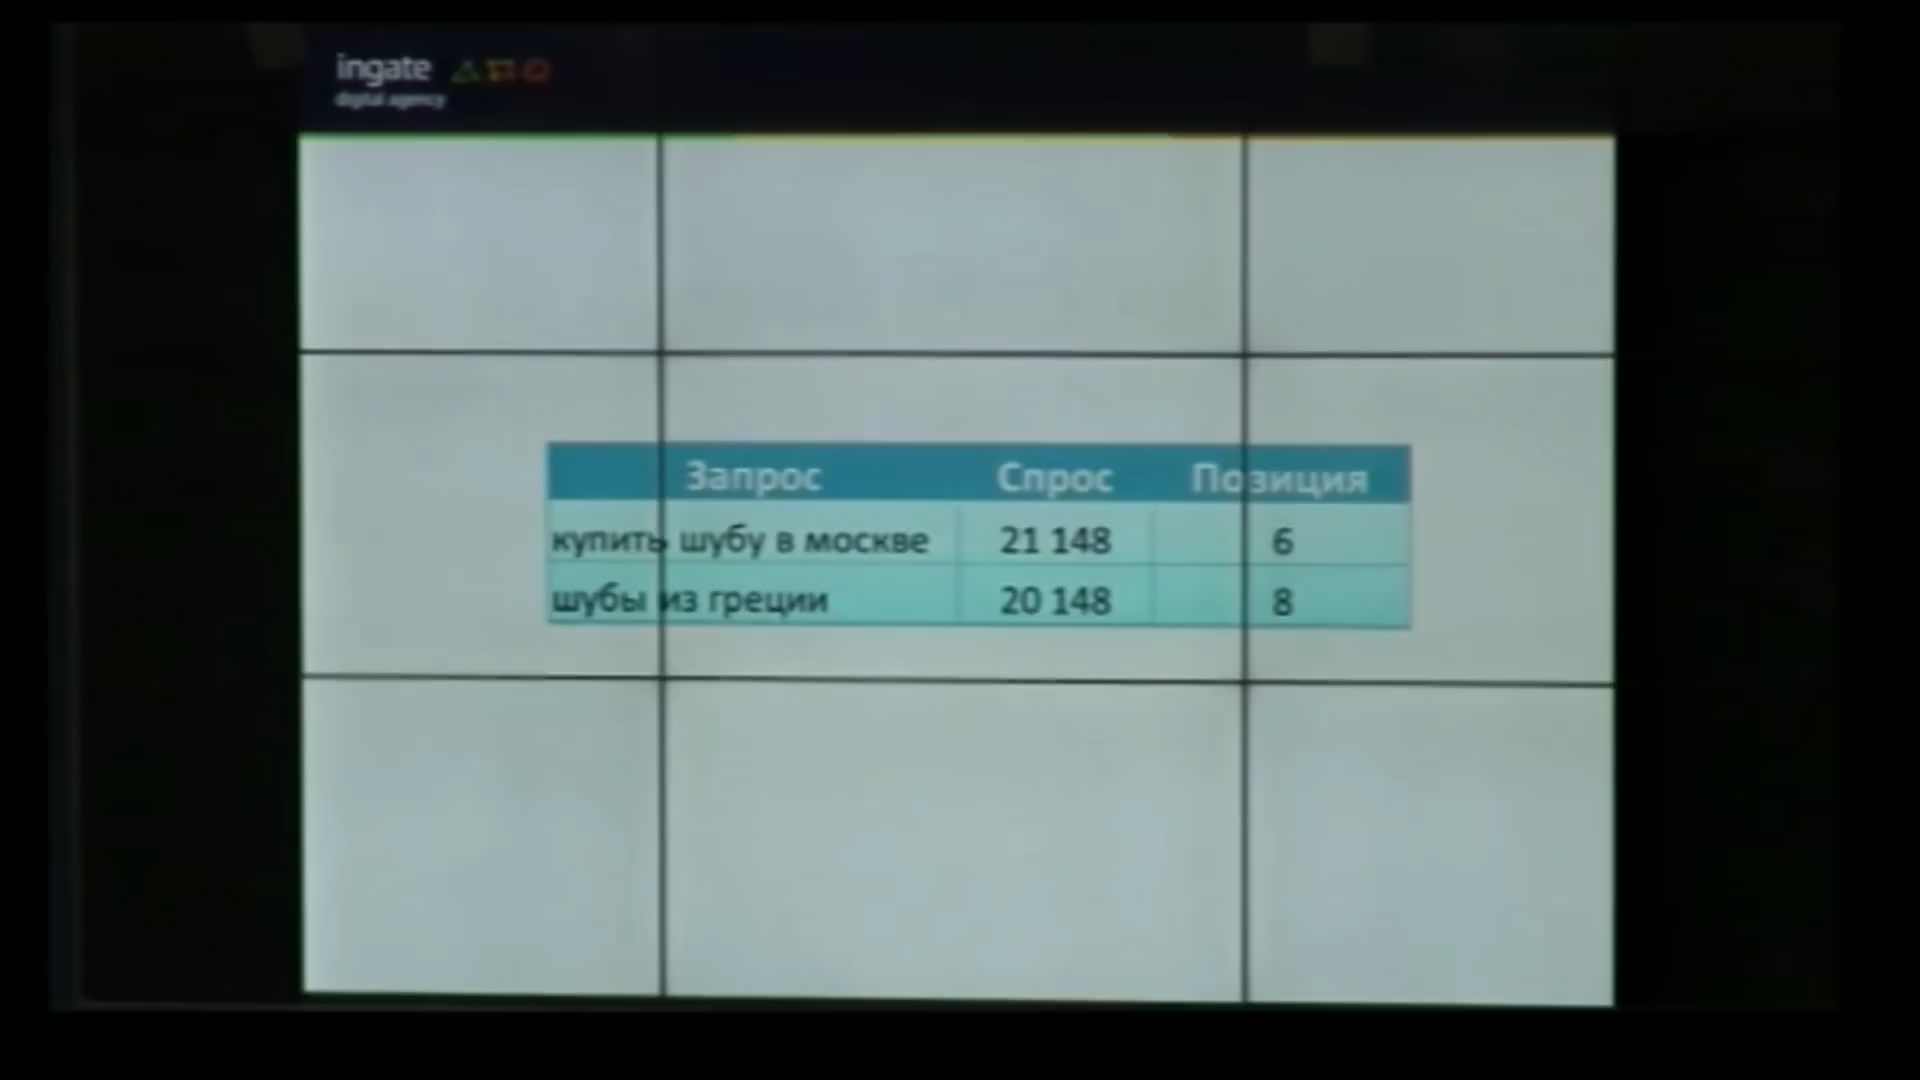 ingate
digital agency
Запрос Спрос Позиция
купить шубу в москве 21 148 6
шубы из греции 20 148 8